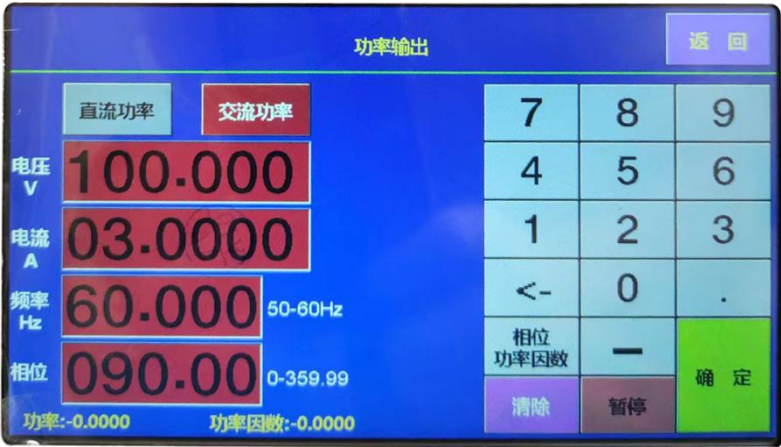 功率输出
返 回
直流功率
交流功率
电压
V
100.000
电流
A
03.0000
频率
Hz
60.000
50-60Hz
相位
090.00
0-359.99
功率:-0.0000
功率因数:-0.0000
7 8 9
4 5 6
1 2 3
<- 0 .
相位
功率因数
—
确 定
清除
暂停